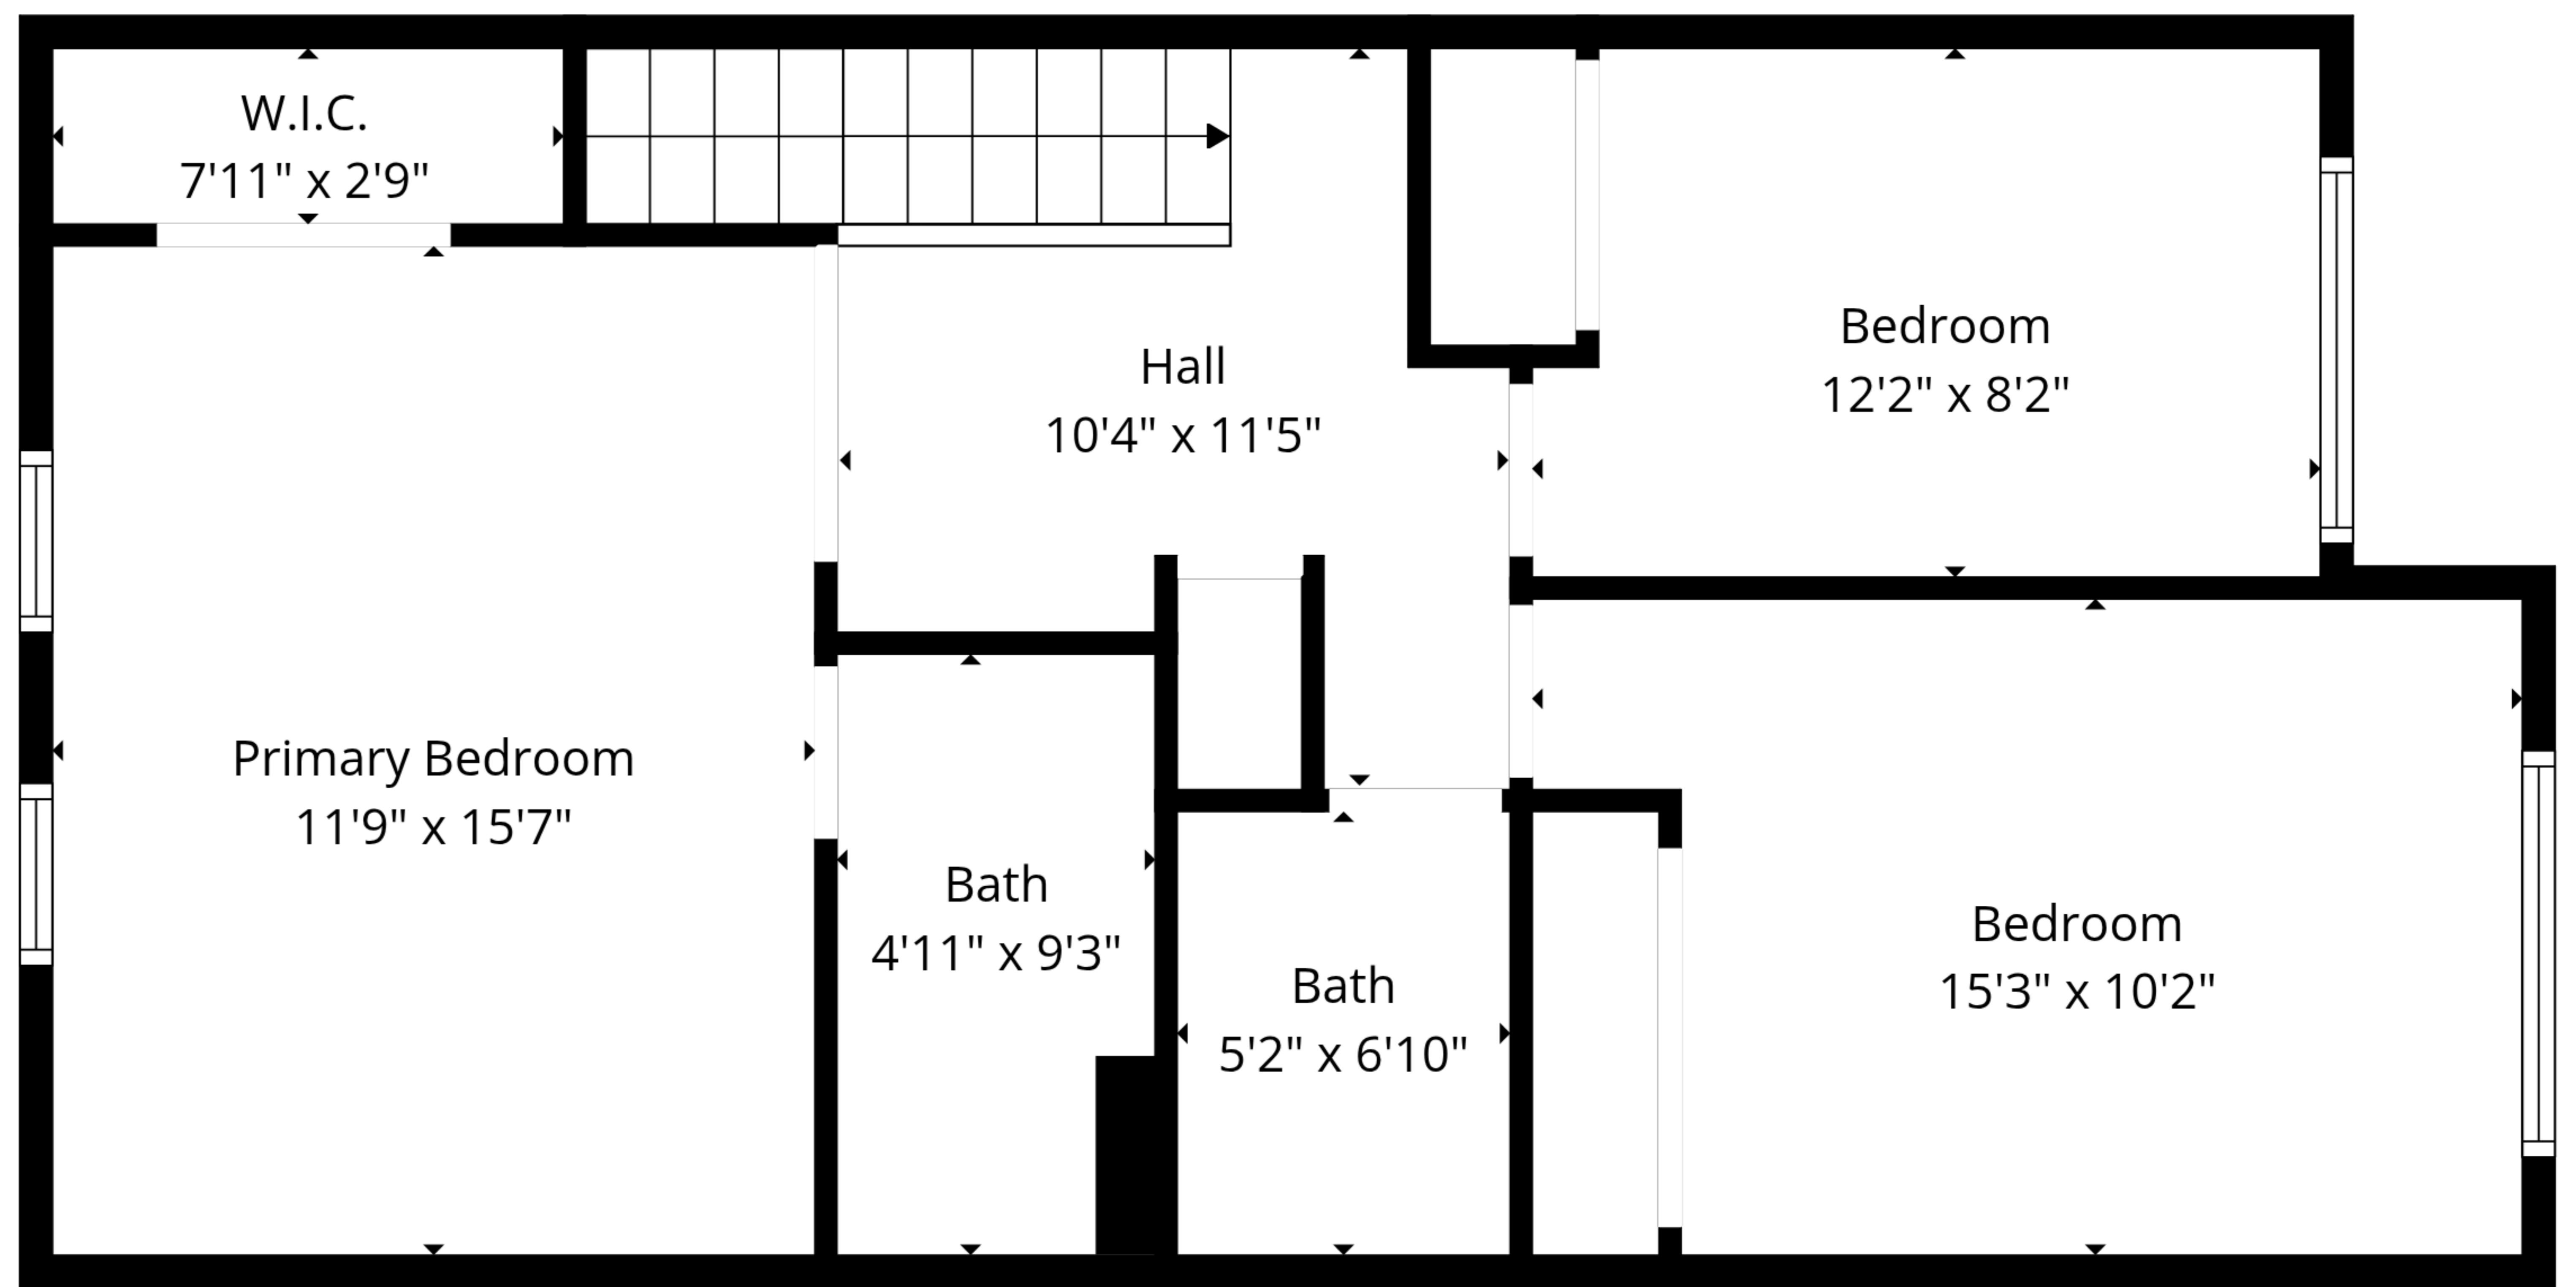 W.I.C.
7'11" x 2'9"
Bedroom
12'2" x 8'2"
Hall
10'4" x 11'5"
Primary Bedroom
11'9" x 15'7"
Bath
4'11" x 9'3"
Bath
5'2" x 6'10"
Bedroom
15'3" x 10'2"